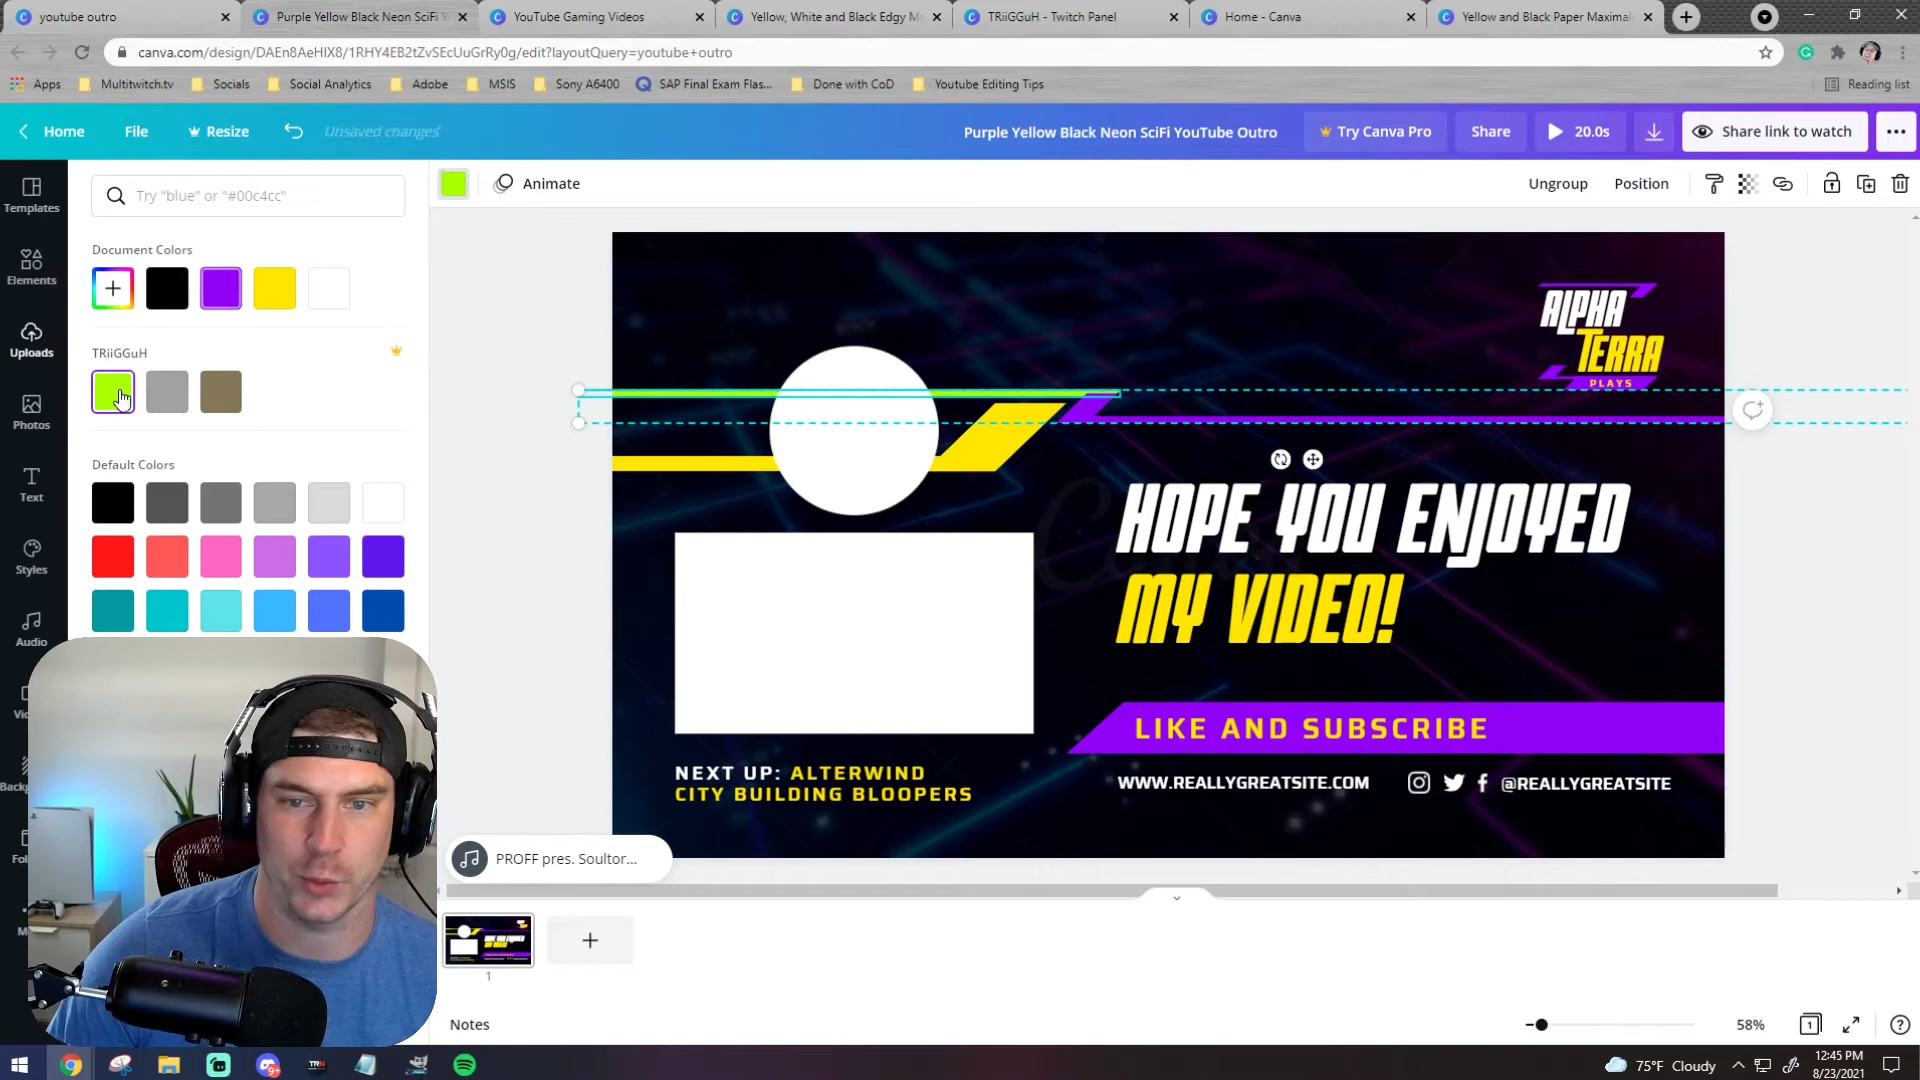 youtube outro
Purple Yellow Black Neon SciFi Y
YouTube Gaming Videos
Yellow, White and Black Edgy M
TRiiGGuH - Twitch Panel
Home - Canva
Yellow and Black Paper Maximal
canva.com/design/DAEn8AeHIX8/1RHY4EB2tZvSEcUuGrRy0g/edit?layoutQuery=youtube+outro
Apps
Multitwitch.tv
Socials
Social Analytics
Adobe
MSIS
Sony A6400
SAP Final Exam Flas...
Done with CoD
Youtube Editing Tips
Reading list
Home
File
Resize
Unsaved changes
Purple Yellow Black Neon SciFi YouTube Outro
Try Canva Pro
Share
20.0s
Share link to watch
Templates
Elements
Uploads
Photos
Text
Styles
Audio
Try "blue" or "#00c4cc"
Document Colors
TRiiGGuH
Default Colors
Animate
Ungroup
Position
ALPHA
TERRA
PLAYS
HOPE YOU ENJOYED
MY VIDEO!
LIKE AND SUBSCRIBE
WWW.REALLYGREATSITE.COM
@REALLYGREATSITE
NEXT UP: ALTERWIND
CITY BUILDING BLOOPERS
PROFF pres. Soultor...
1
Notes
58%
1
9+
TRN
75°F Cloudy
12:45 PM
8/23/2021